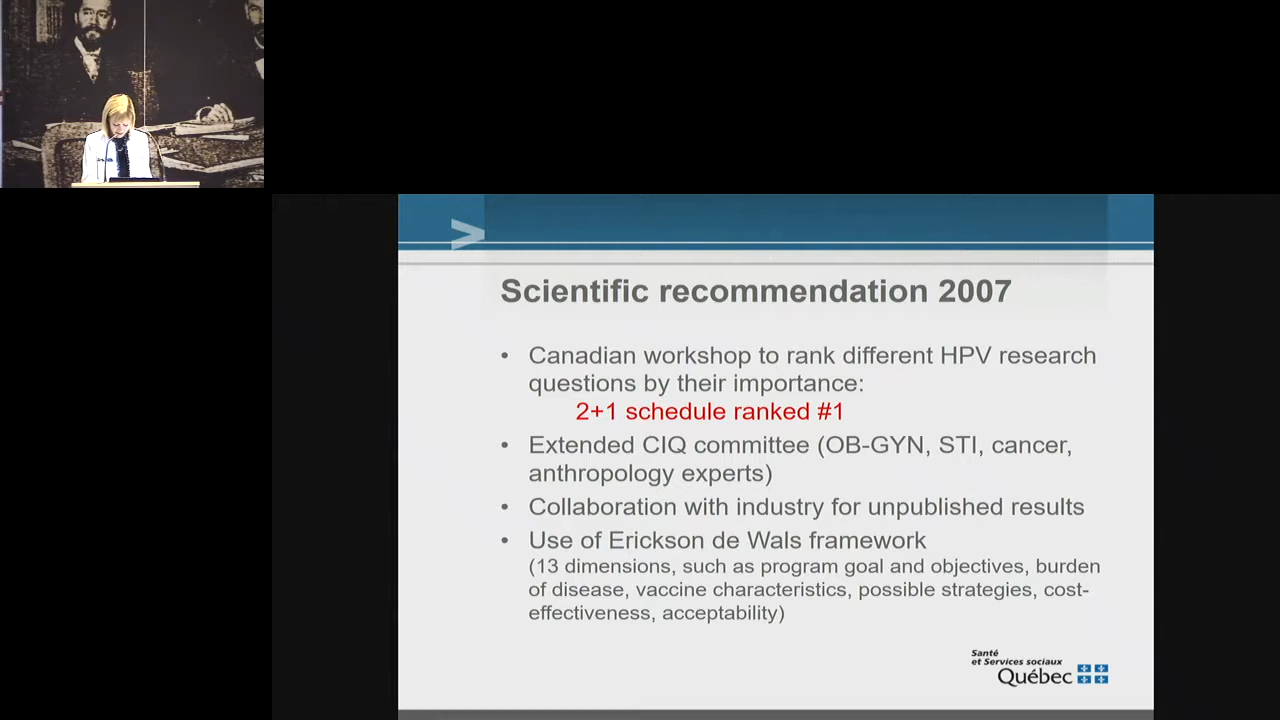 Scientific recommendation 2007
• Canadian workshop to rank different HPV research
questions by their importance:
2+1 schedule ranked #1
• Extended CIQ committee (OB-GYN, STI, cancer,
anthropology experts)
• Collaboration with industry for unpublished results
• Use of Erickson de Wals framework
(13 dimensions, such as program goal and objectives, burden
of disease, vaccine characteristics, possible strategies, cost-
effectiveness, acceptability)
Santé
et Services sociaux
Québec